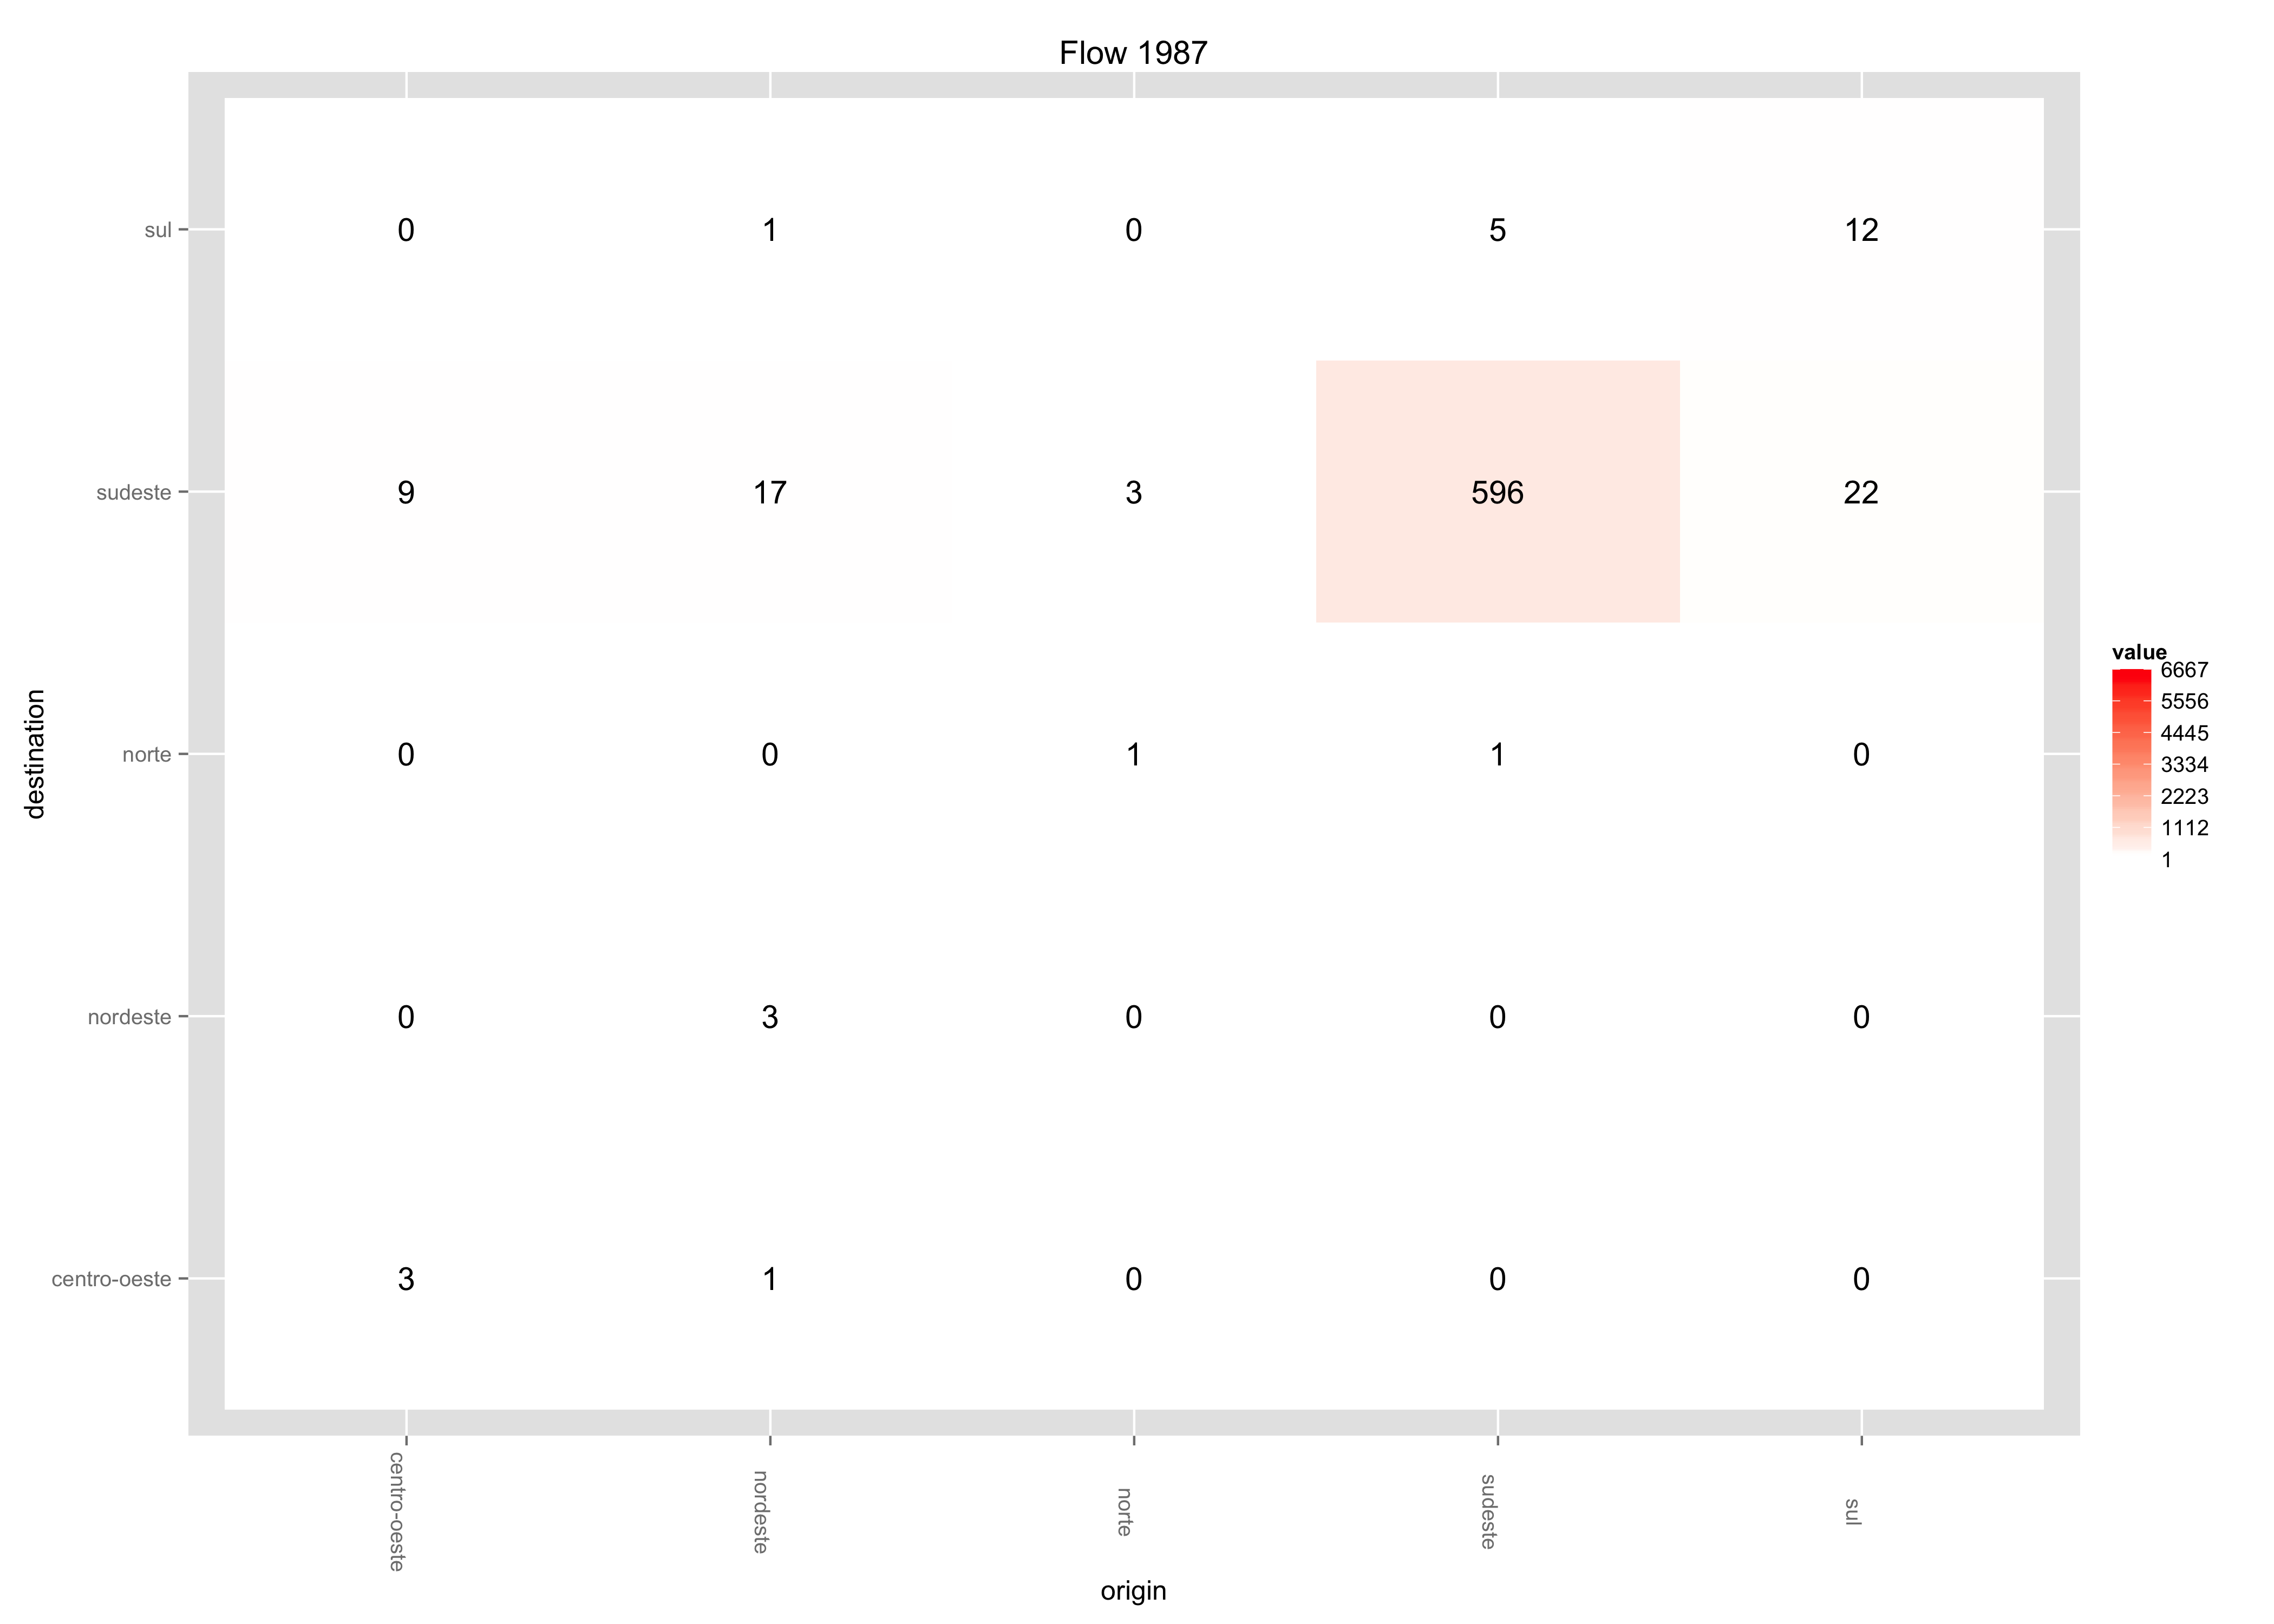 Flow 1987
sul 0 1 0 5 12
sudeste 9 17 3 596 22
norte 0 0 1 1 0
nordeste 0 3 0 0 0
centro-oeste 3 1 0 0 0
destination
centro-oeste nordeste norte sudeste sul
origin
value
6667
5556
4445
3334
2223
1112
1